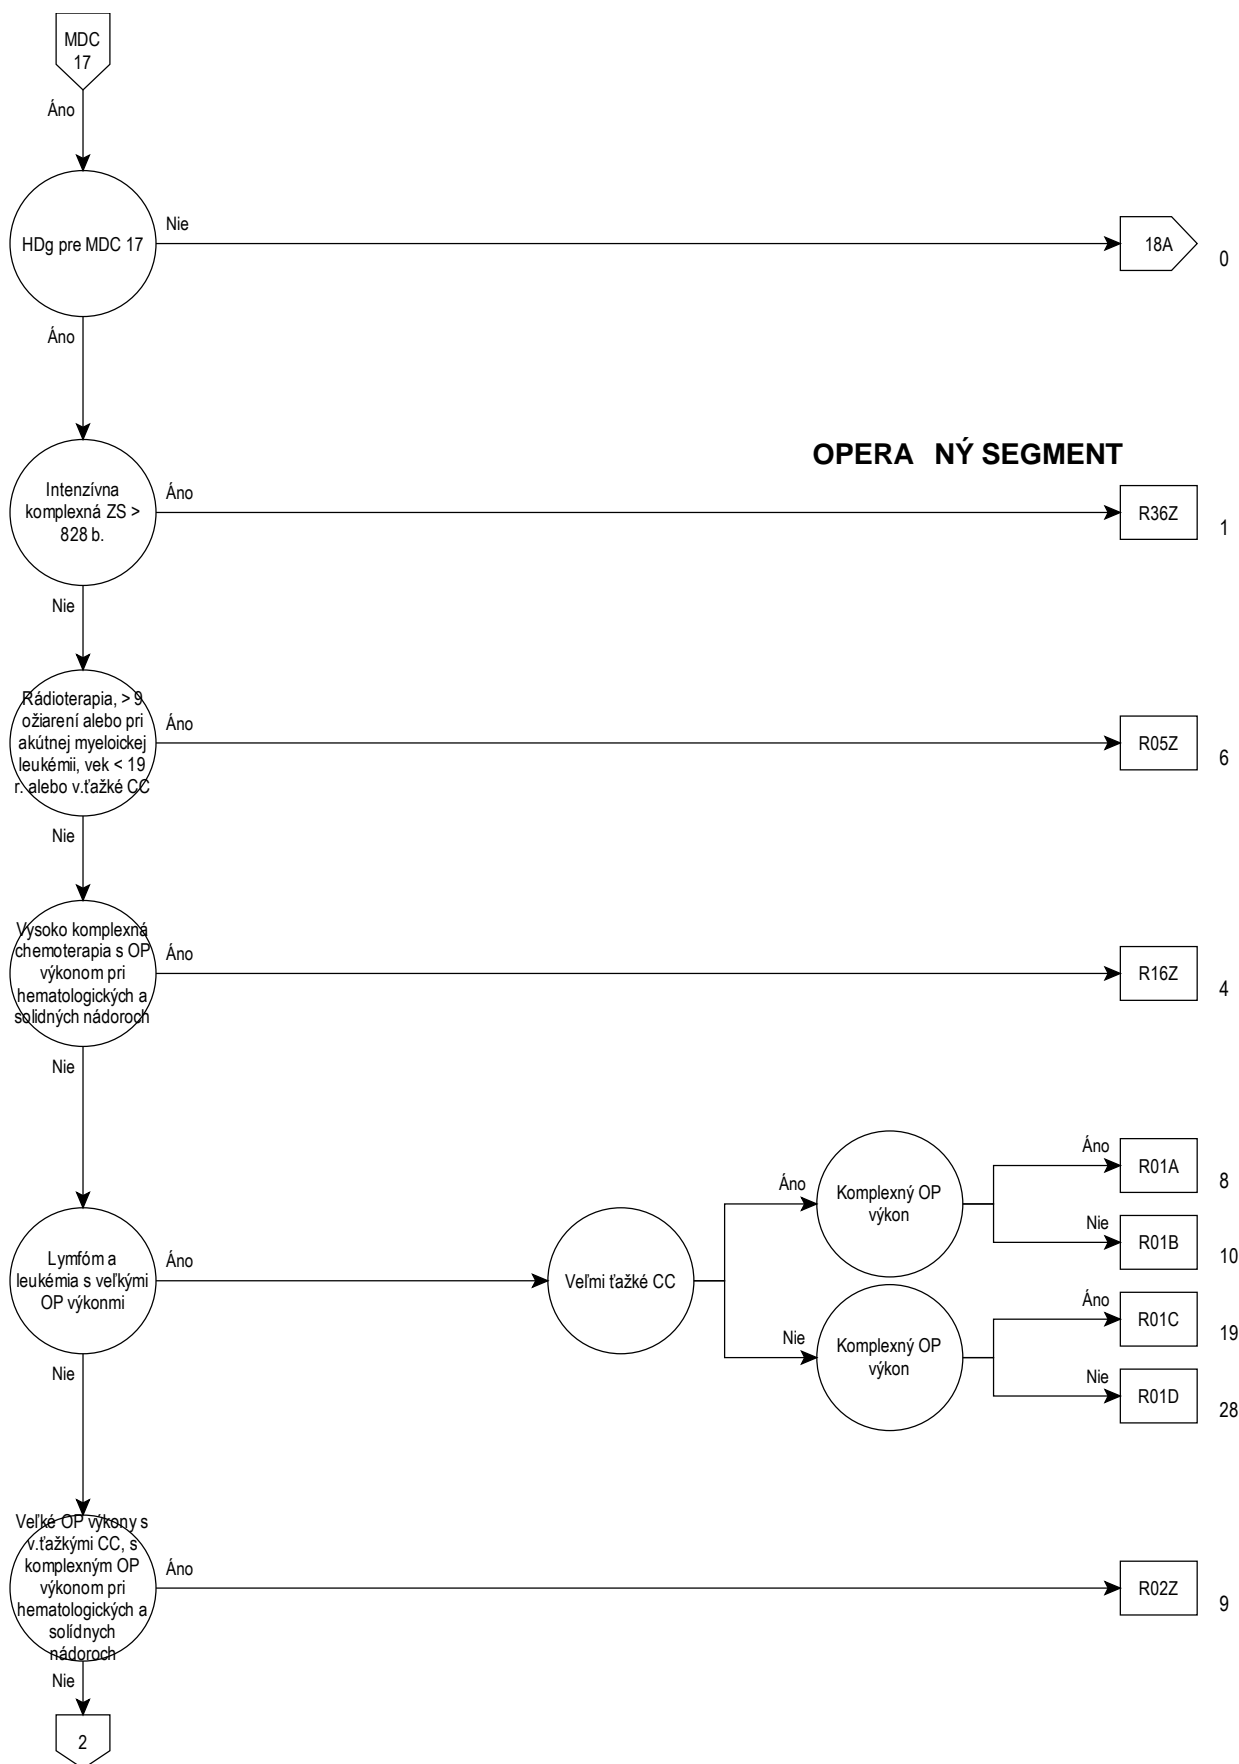 MDC
17
Áno
HDg pre MDC 17
Nie
18A
0
Áno
OPERA NÝ SEGMENT
Intenzívna
komplexná ZS >
828 b.
Áno
R36Z
1
Nie
Rádioterapia, > 9
ožiarení alebo pri
akútnej myeloickej
leukémii, vek < 19
r. alebo v.ťažké CC
Áno
R05Z
6
Nie
Vysoko komplexná
chemoterapia s OP
výkonom pri
hematologických a
solidných nádoroch
Áno
R16Z
4
Nie
Lymfóm a
leukémia s veľkými
OP výkonmi
Áno
Veľmi ťažké CC
Áno
Komplexný OP
výkon
Áno
R01A
8
Nie
R01B
10
Nie
Komplexný OP
výkon
Áno
R01C
19
Nie
R01D
28
Nie
Veľké OP výkony s
v.ťažkými CC, s
komplexným OP
výkonom pri
hematologických a
solídnych
nádoroch
Áno
R02Z
9
Nie
2